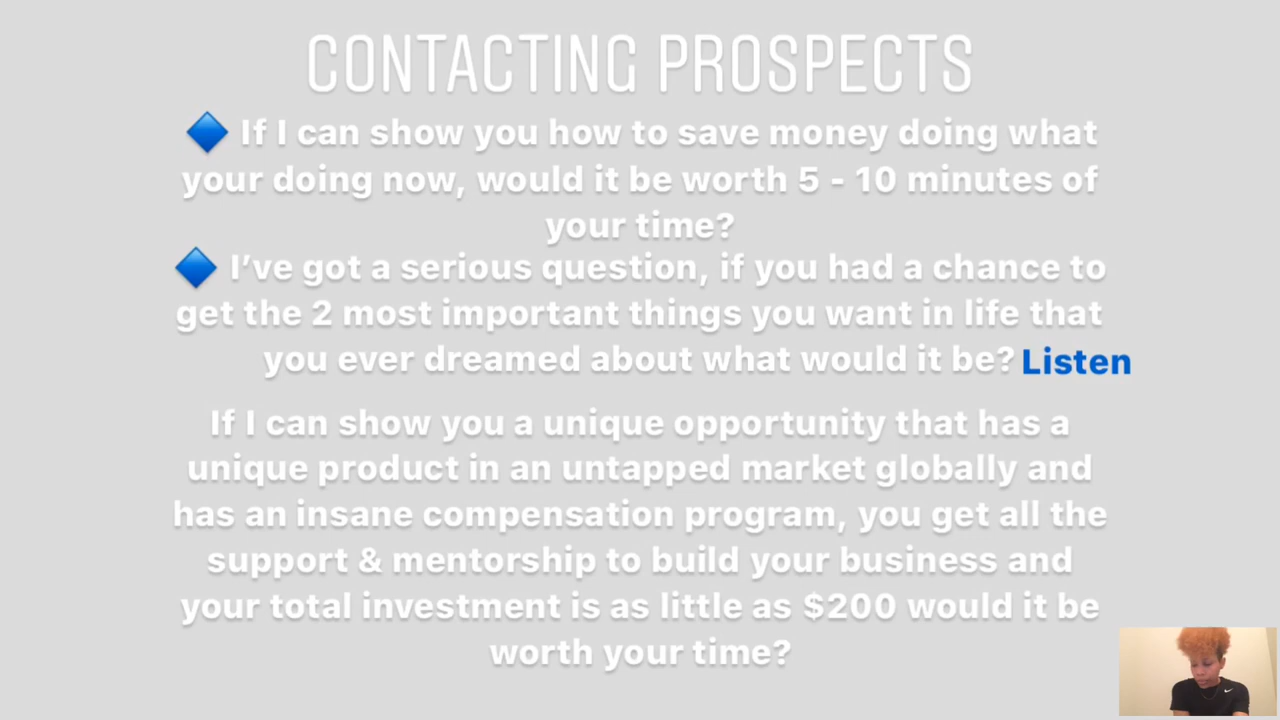 CONTACTING PROSPECTS
🔷 If I can show you how to save money doing what
your doing now, would it be worth 5 - 10 minutes of
your time?
🔷 I’ve got a serious question, if you had a chance to
get the 2 most important things you want in life that
you ever dreamed about what would it be? Listen
If I can show you a unique opportunity that has a
unique product in an untapped market globally and
has an insane compensation program, you get all the
support & mentorship to build your business and
your total investment is as little as $200 would it be
worth your time?